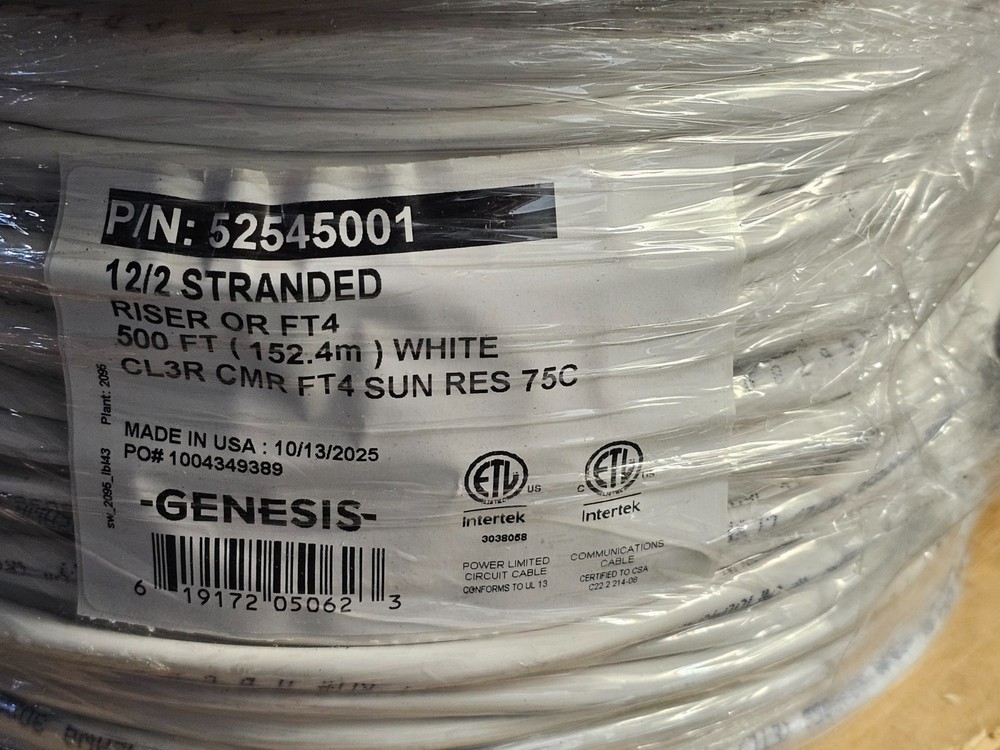 P/N: 52545001
12/2 STRANDED
RISER OR FT4
500 FT (152.4m ) WHITE
CL3R CMR FT4 SUN RES 75C
Plant: 2095
sw_2095_lbl43
MADE IN USA : 10/13/2025
PO# 1004349389
-GENESIS-
6 19172 05062 3
ETL US
LISTED
Intertek
3038058
POWER LIMITED
CIRCUIT CABLE
CONFORMS TO UL 13
C ETL US
LISTED
Intertek
COMMUNICATIONS
CABLE
CERTIFIED TO CSA
C22.2 214-08